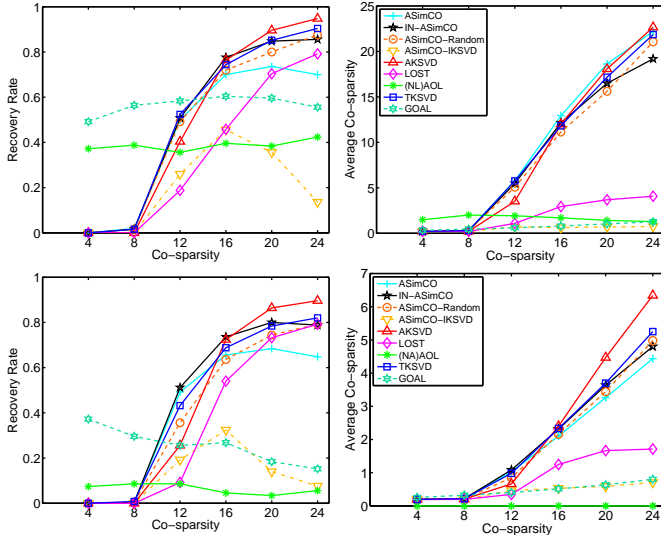 1
0.8
0.6
0.4
0.2
0
Recovery Rate
4 8 12 16 20 24
Co-sparsity
25
20
15
10
5
0
Average Co-sparsity
ASimCO
IN-ASimCO
ASimCO-Random
ASimCO-IKSVD
AKSVD
LOST
(NL)AOL
TKSVD
GOAL
4 8 12 16 20 24
Co-sparsity
1
0.8
0.6
0.4
0.2
0
Recovery Rate
4 8 12 16 20 24
Co-sparsity
7
6
5
4
3
2
1
0
Average Co-sparsity
ASimCO
IN-ASimCO
ASimCO-Random
ASimCO-IKSVD
AKSVD
LOST
(NA)AOL
TKSVD
GOAL
4 8 12 16 20 24
Co-sparsity